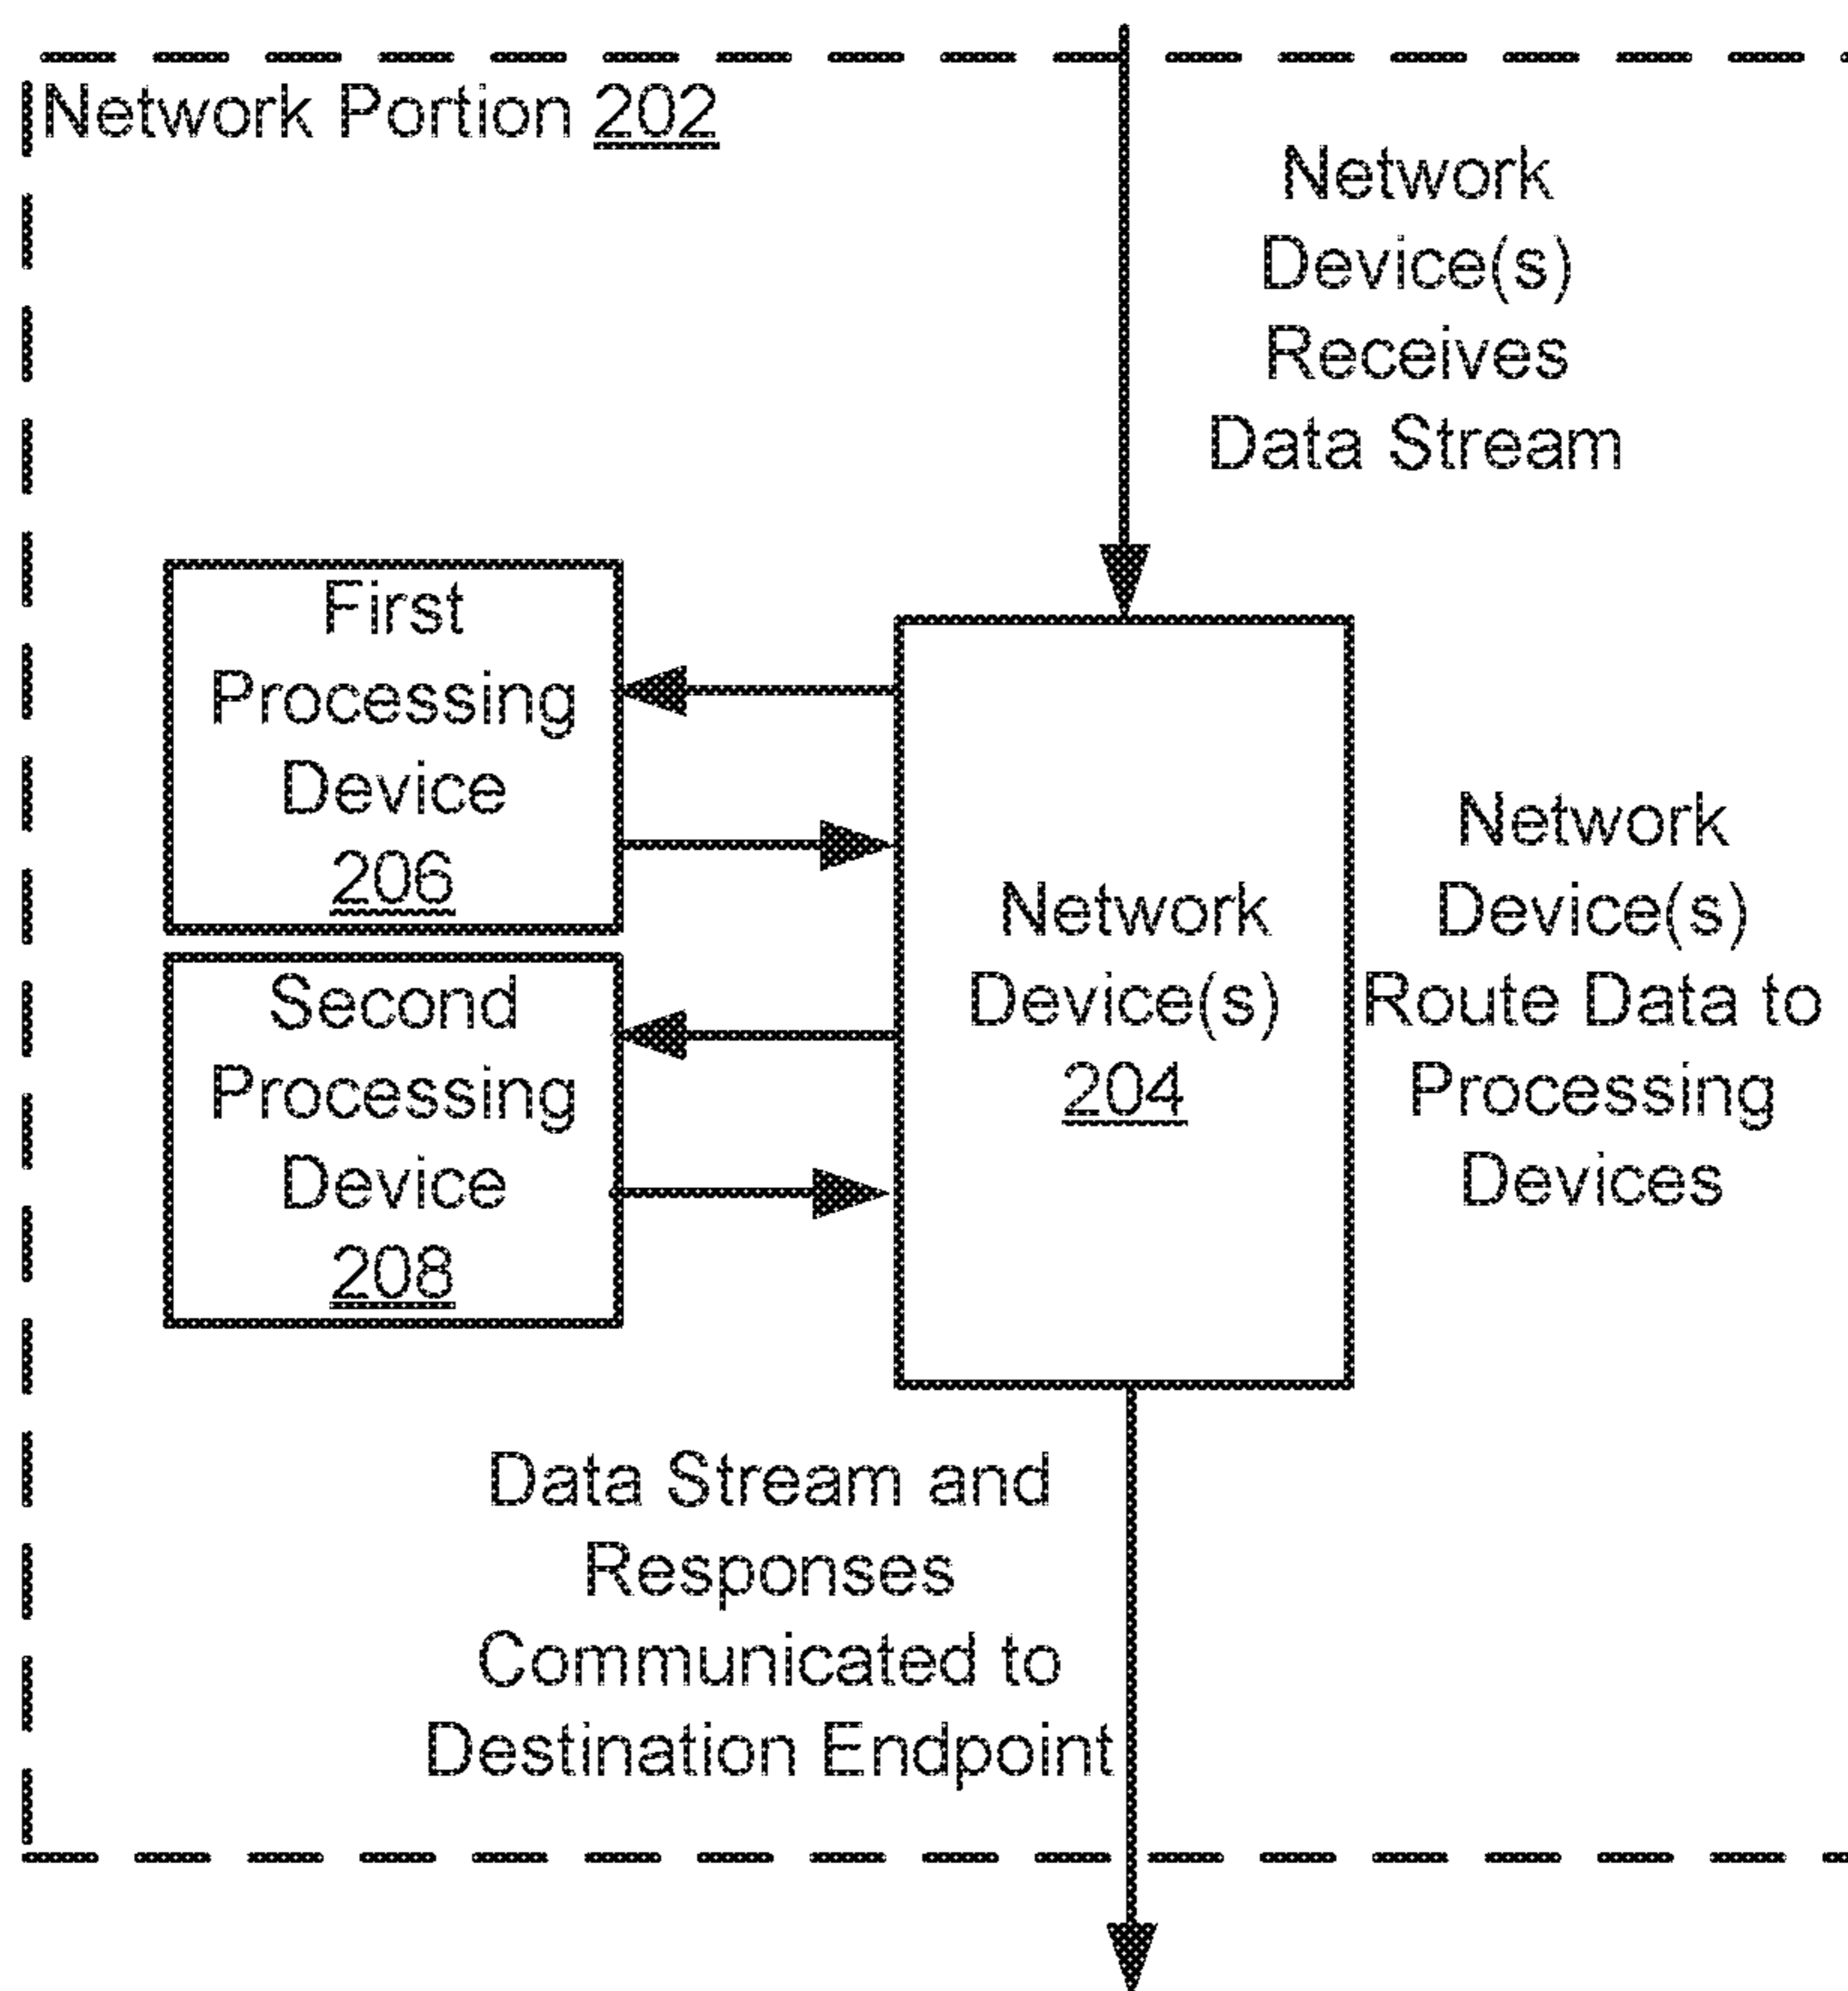 Network Portion 202
Network
Device(s)
Receives
Data Stream
First
Processing
Device
206
Second
Processing
Device
208
Network
Device(s)
204
Network
Device(s)
Route Data to
Processing
Devices
Data Stream and
Responses
Communicated to
Destination Endpoint